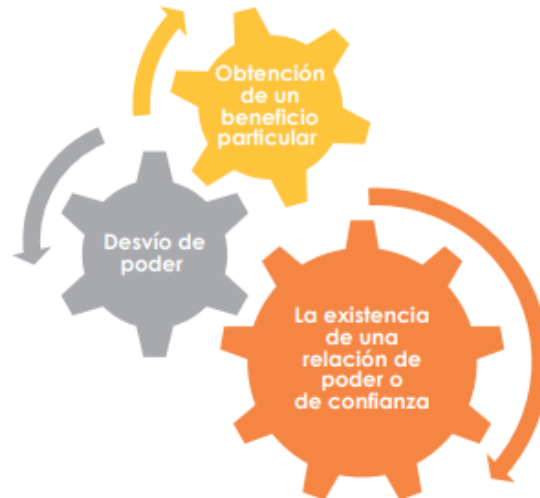 Obtención
de un
beneficio
particular
Desvío de
poder
La existencia
de una
relación de
poder o
de confianza